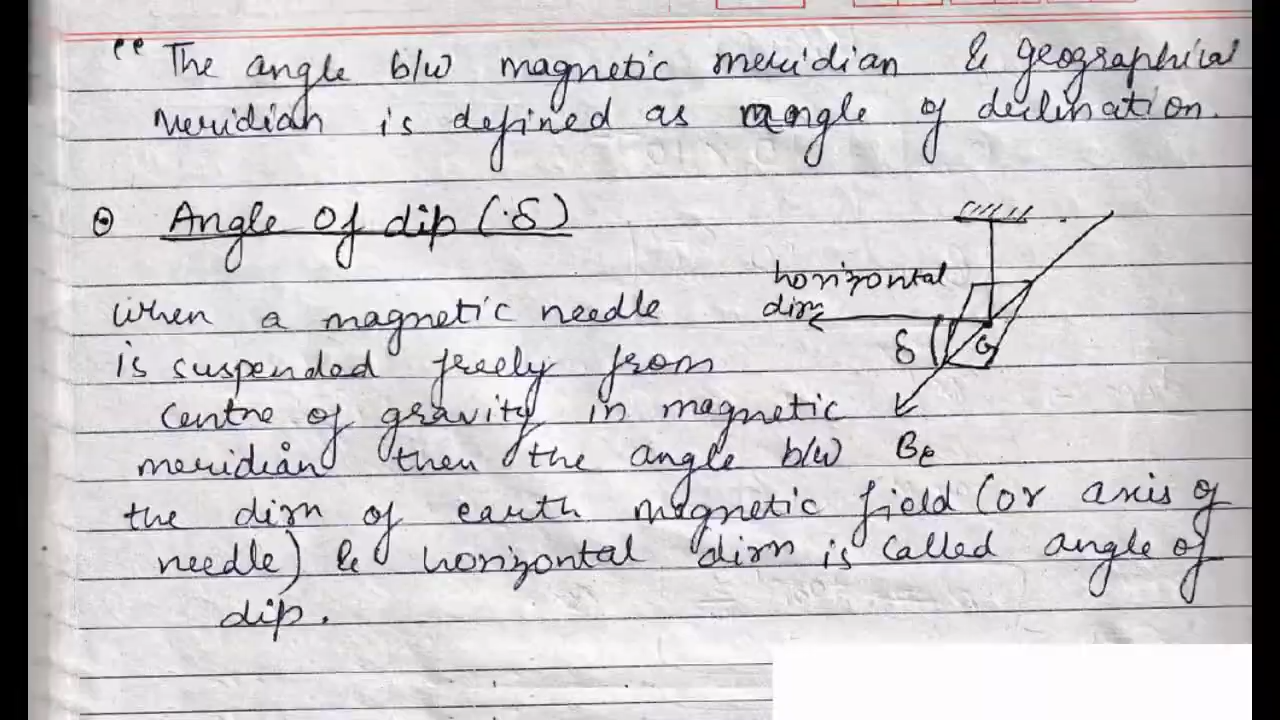 " The angle b/w magnetic meridian & geographical
meridian is defined as angle of declination.
Angle Of dip (δ)
horizontal
dirn
when a magnetic needle
is suspended freely from
δ
G
centre of gravity in magnetic
meridian then the angle b/w
Be
the dirn of earth magnetic field (or axis of
needle) & horizontal dirn is called angle of
dip.